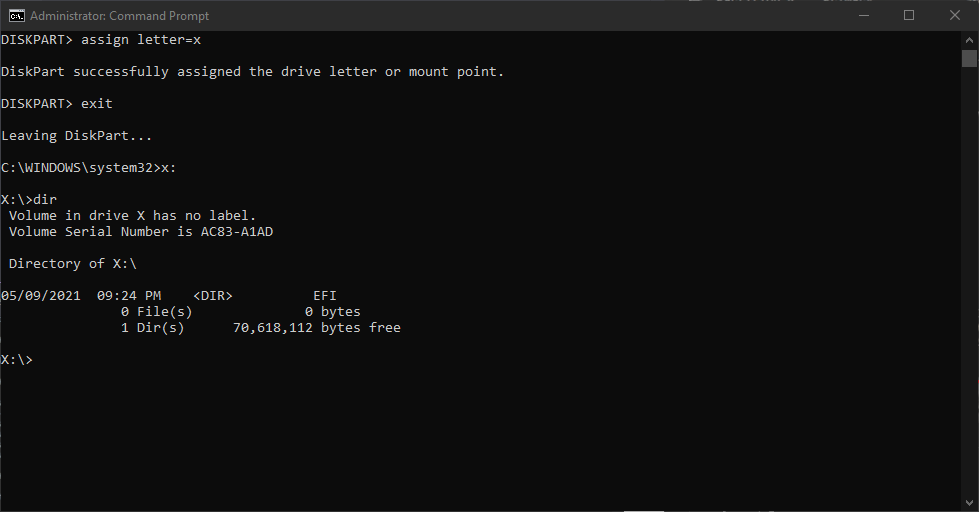 Administrator: Command Prompt
DISKPART> assign letter=x
DiskPart successfully assigned the drive letter or mount point.
DISKPART> exit
Leaving DiskPart...
C:\WINDOWS\system32>x:
X:\>dir
 Volume in drive X has no label.
 Volume Serial Number is AC83-A1AD
 Directory of X:\
05/09/2021  09:24 PM    <DIR>          EFI
               0 File(s)              0 bytes
               1 Dir(s)      70,618,112 bytes free
X:\>